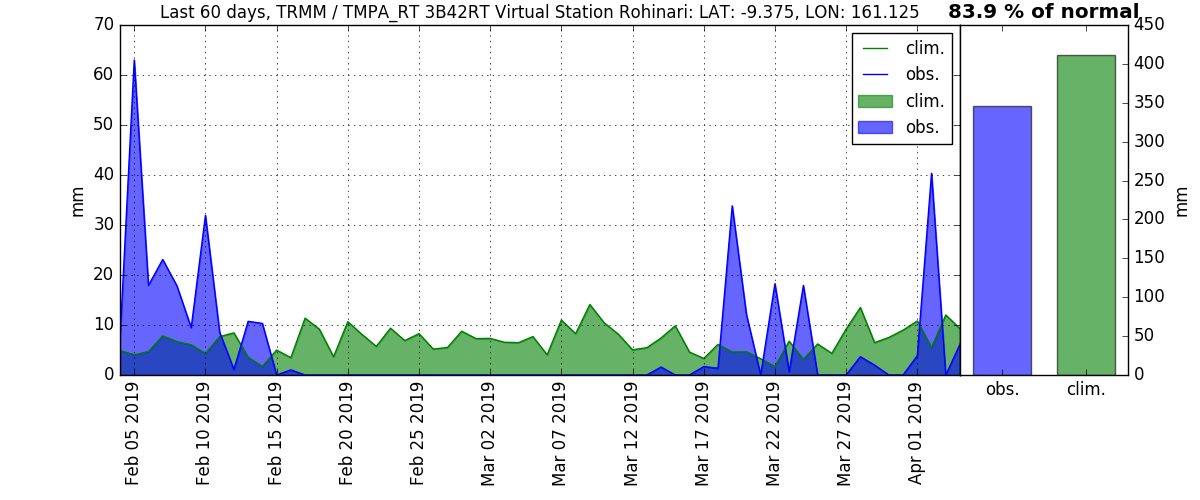 Last 60 days, TRMM / TMPA_RT 3B42RT Virtual Station Rohinari: LAT: -9.375, LON: 161.125
83.9 % of normal
70
60
50
40
30
20
10
0
mm
clim.
obs.
clim.
obs.
450
400
350
300
250
200
150
100
50
0
mm
obs.
clim.
Feb 05 2019
Feb 10 2019
Feb 15 2019
Feb 20 2019
Feb 25 2019
Mar 02 2019
Mar 07 2019
Mar 12 2019
Mar 17 2019
Mar 22 2019
Mar 27 2019
Apr 01 2019